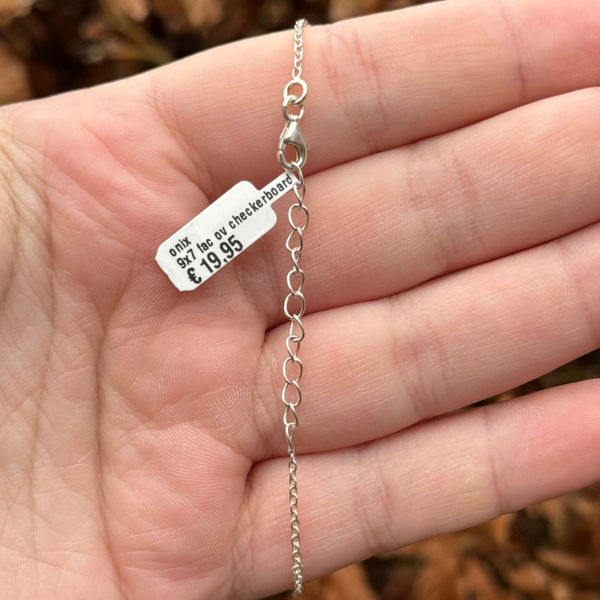 onix
9x7 fac ov checkerboard
€ 19,95